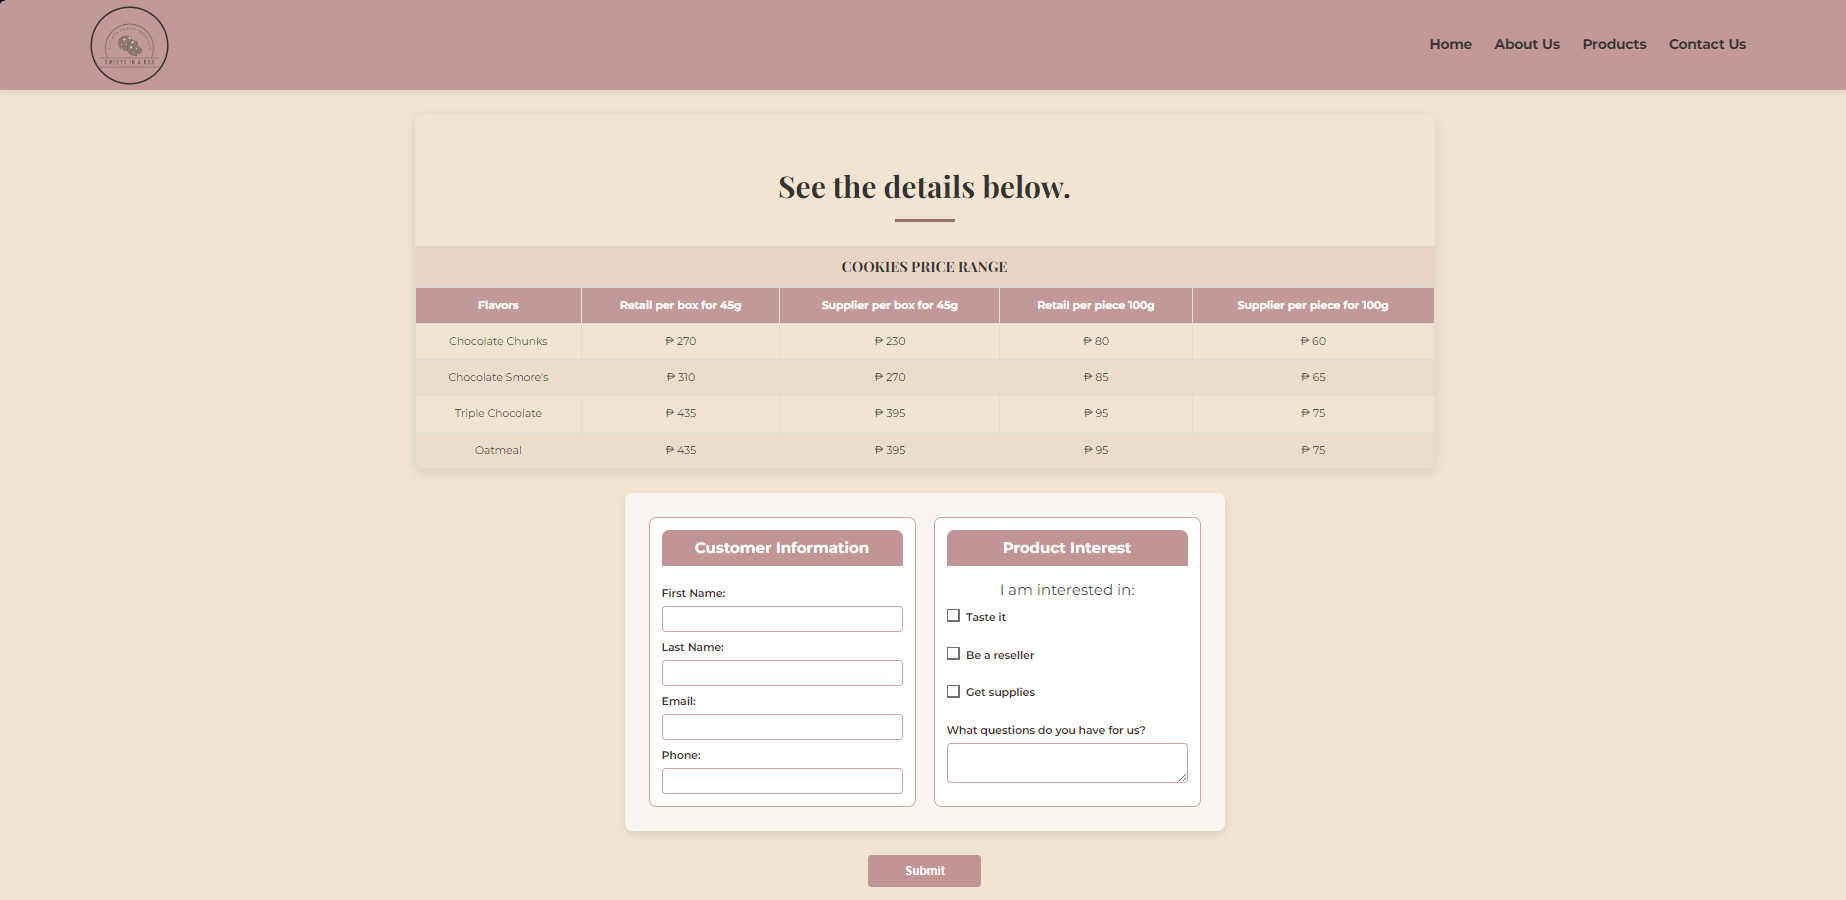 SWEETS IN A BOX
Home About Us Products Contact Us
See the details below.
COOKIES PRICE RANGE
Flavors Retail per box for 45g Supplier per box for 45g Retail per piece 100g Supplier per piece for 100g
Chocolate Chunks ₱ 270 ₱ 230 ₱ 80 ₱ 60
Chocolate Smore's ₱ 310 ₱ 270 ₱ 85 ₱ 65
Triple Chocolate ₱ 435 ₱ 395 ₱ 95 ₱ 75
Oatmeal ₱ 435 ₱ 395 ₱ 95 ₱ 75
Customer Information
First Name:
Last Name:
Email:
Phone:
Product Interest
I am interested in:
Taste it
Be a reseller
Get supplies
What questions do you have for us?
Submit